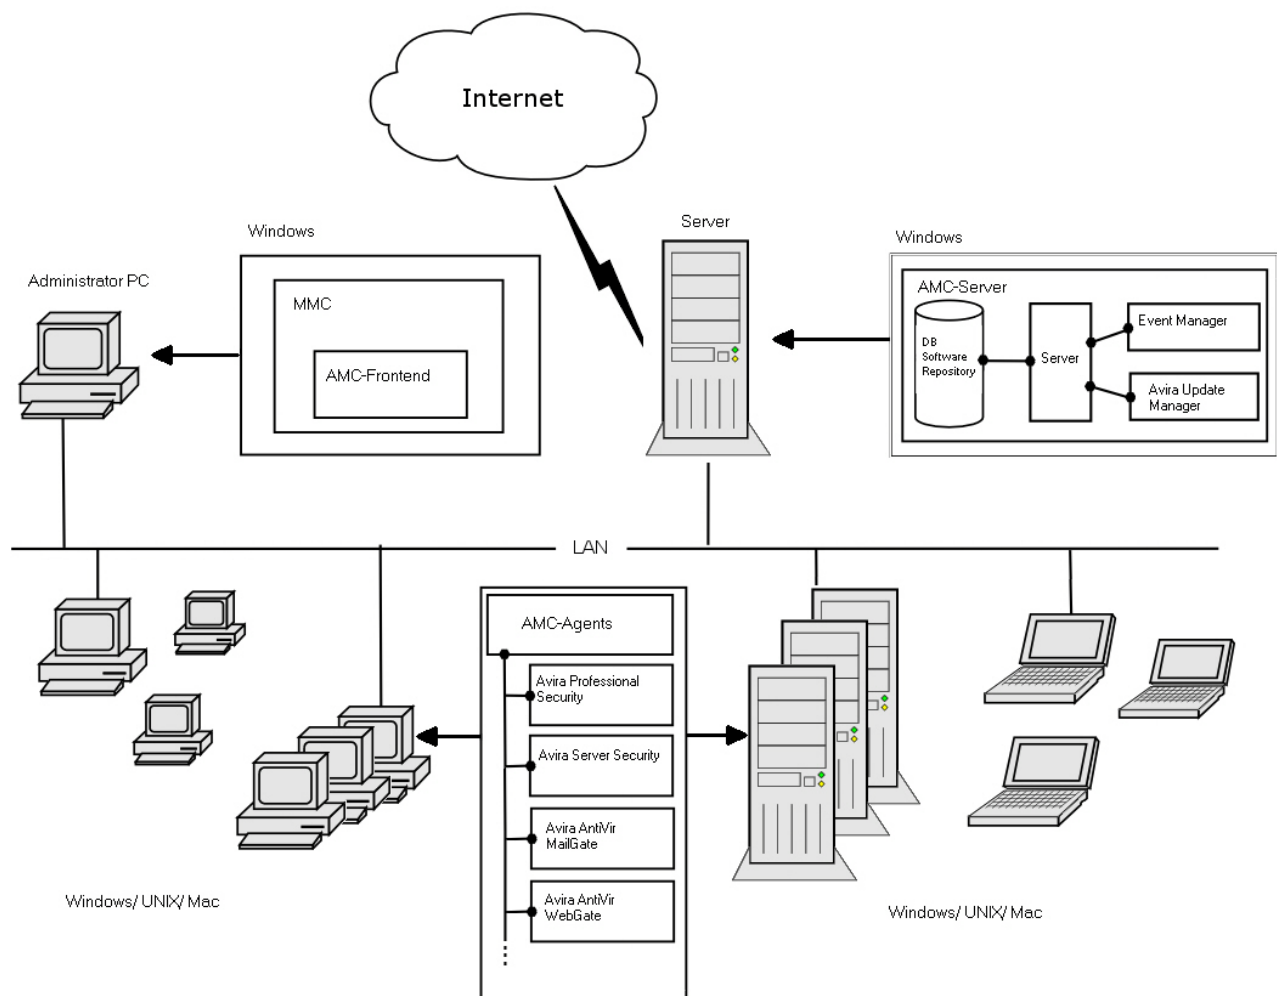 Internet
Server
Windows
Windows
Administrator PC
MMC
AMC-Frontend
AMC-Server
DB
Software
Repository
Server
Event Manager
Avira Update
Manager
LAN
AMC-Agents
Avira Professional
Security
Avira Server Security
Avira AntiVir
MailGate
Avira AntiVir
WebGate
Windows/ UNIX/ Mac
Windows/ UNIX/ Mac